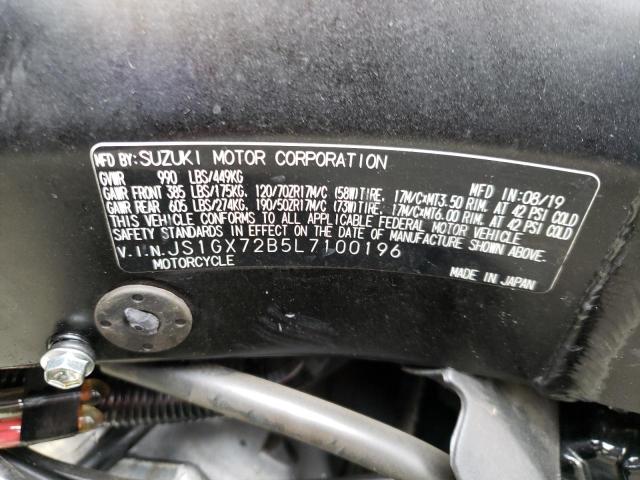 MFD BY: SUZUKI MOTOR CORPORATION
GVWR 990 LBS/449KG MFD IN: 08/19
GAWR FRONT 385 LBS/175KG. 120/70ZR17M/C (58W)TIRE. 17M/C×MT3.50 RIM. AT 42 PSI COLD
GAWR REAR 605 LBS/274KG. 190/50ZR17M/C (73W)TIRE. 17M/C×MT6.00 RIM. AT 42 PSI COLD
THIS VEHICLE CONFORMS TO ALL APPLICABLE FEDERAL MOTOR VEHICLE
SAFETY STANDARDS IN EFFECT ON THE DATE OF MANUFACTURE SHOWN ABOVE.
V.I.N. JS1GX72B5L7100196
MOTORCYCLE MADE IN JAPAN